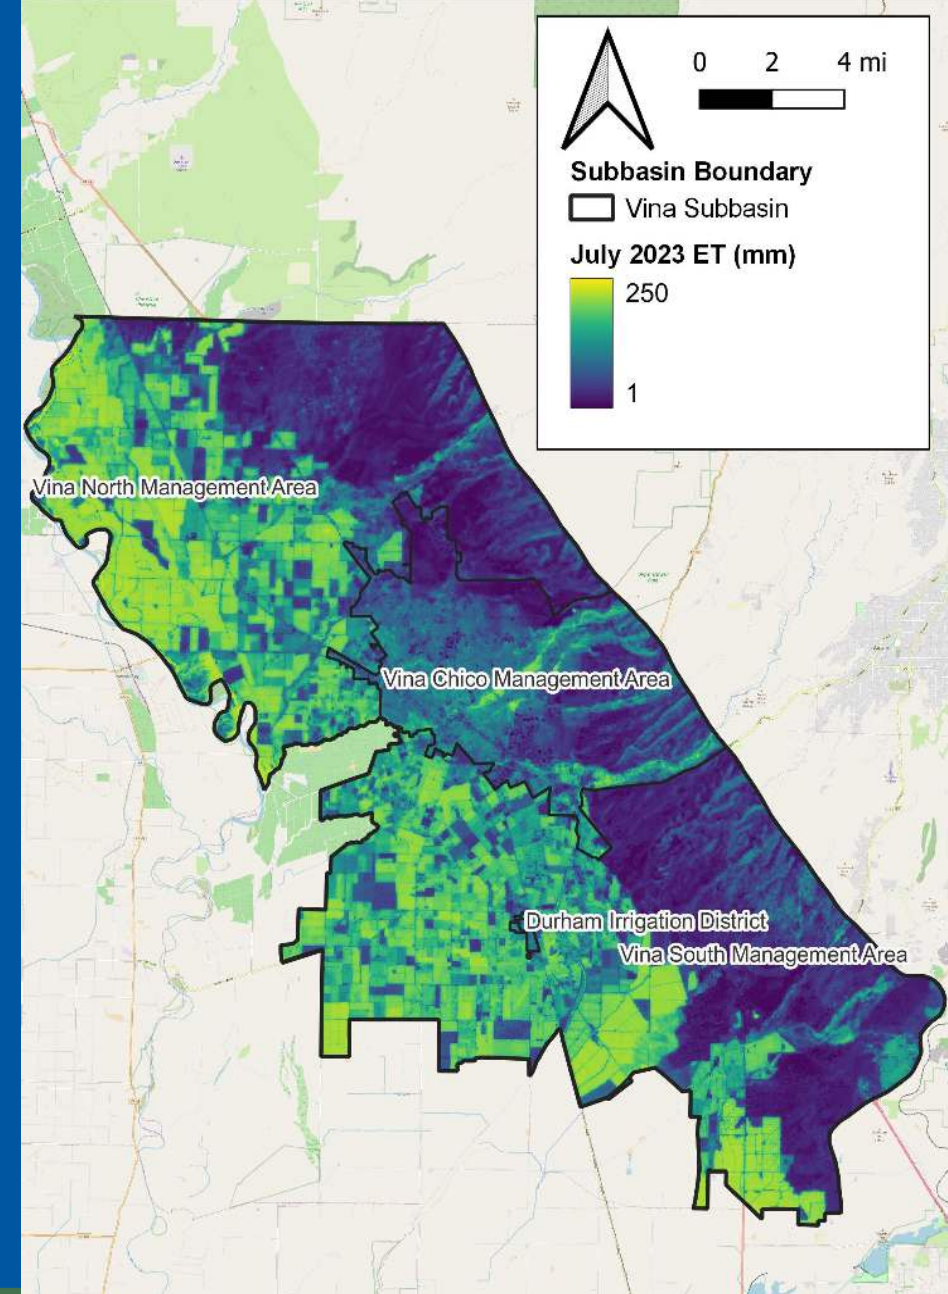 0 2 4 mi
Subbasin Boundary
Vina Subbasin
July 2023 ET (mm)
250
1
Vina North Management Area
Vina Chico Management Area
Durham Irrigation District
Vina South Management Area